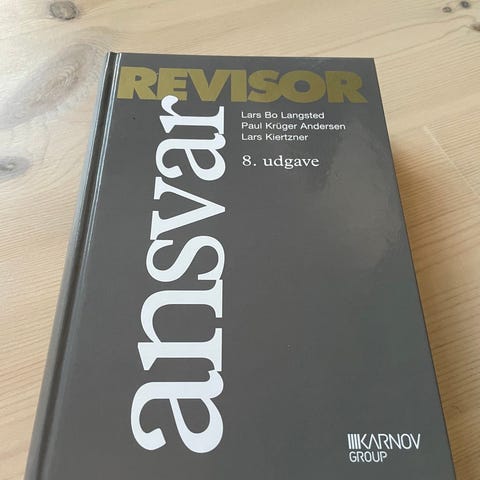 REVISOR
ansvar
Lars Bo Langsted
Paul Krüger Andersen
Lars Kiertzner
8. udgave
KARNOV
GROUP